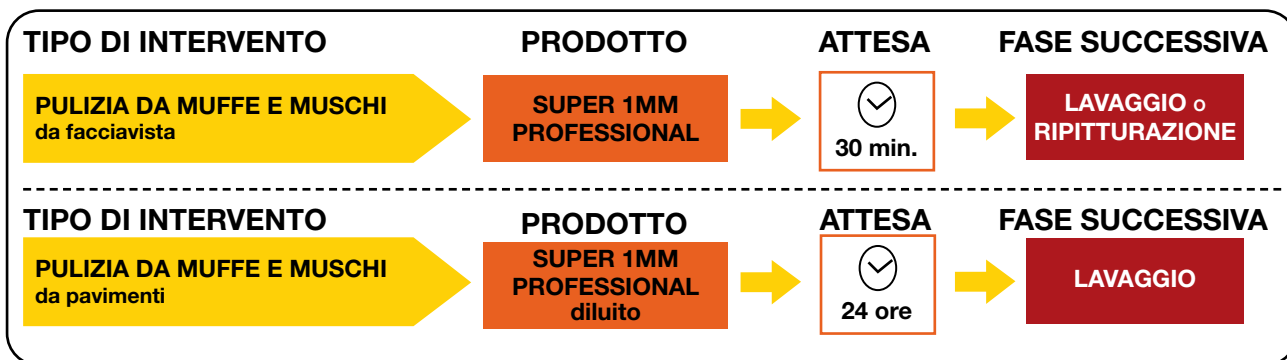 TIPO DI INTERVENTO PRODOTTO ATTESA FASE SUCCESSIVA
PULIZIA DA MUFFE E MUSCHI
da facciavista
SUPER 1MM
PROFESSIONAL
30 min.
LAVAGGIO o
RIPITTURAZIONE
TIPO DI INTERVENTO PRODOTTO ATTESA FASE SUCCESSIVA
PULIZIA DA MUFFE E MUSCHI
da pavimenti
SUPER 1MM
PROFESSIONAL
diluito
24 ore
LAVAGGIO